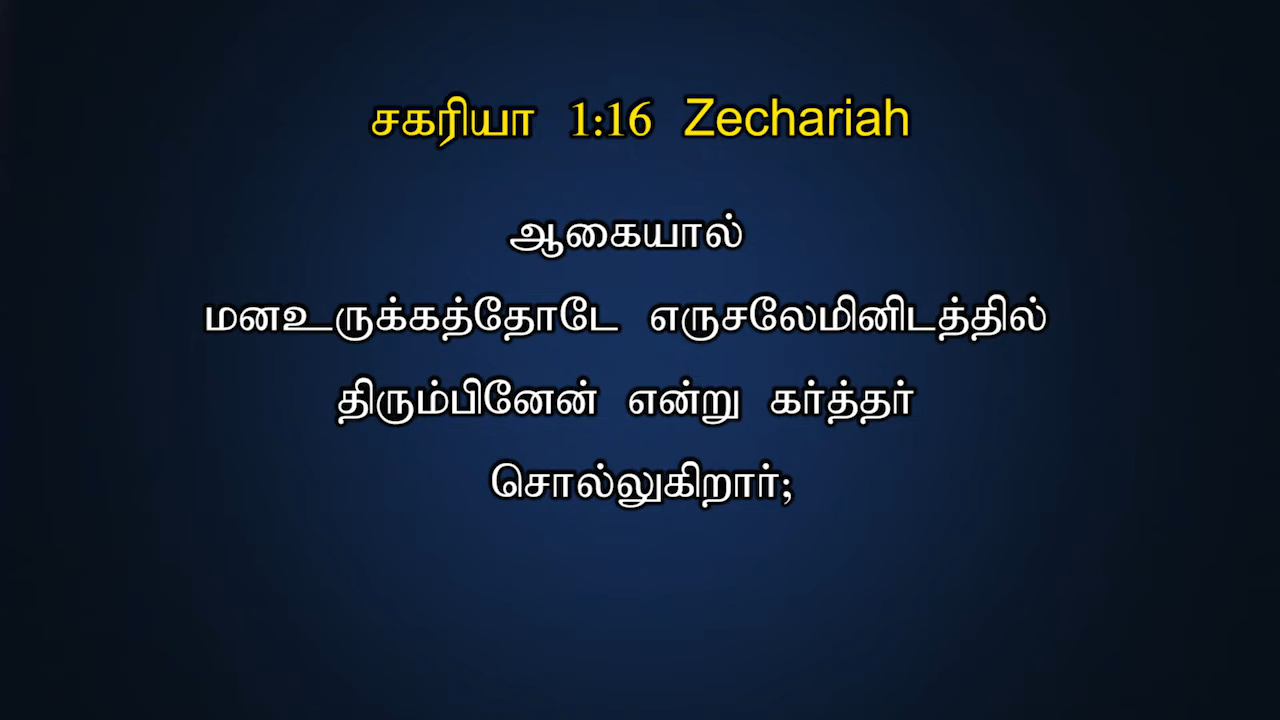 சகரியா 1:16 Zechariah
ஆகையால்
மனஉருக்கத்தோடே எருசலேமினிடத்தில்
திரும்பினேன் என்று கர்த்தர்
சொல்லுகிறார்;